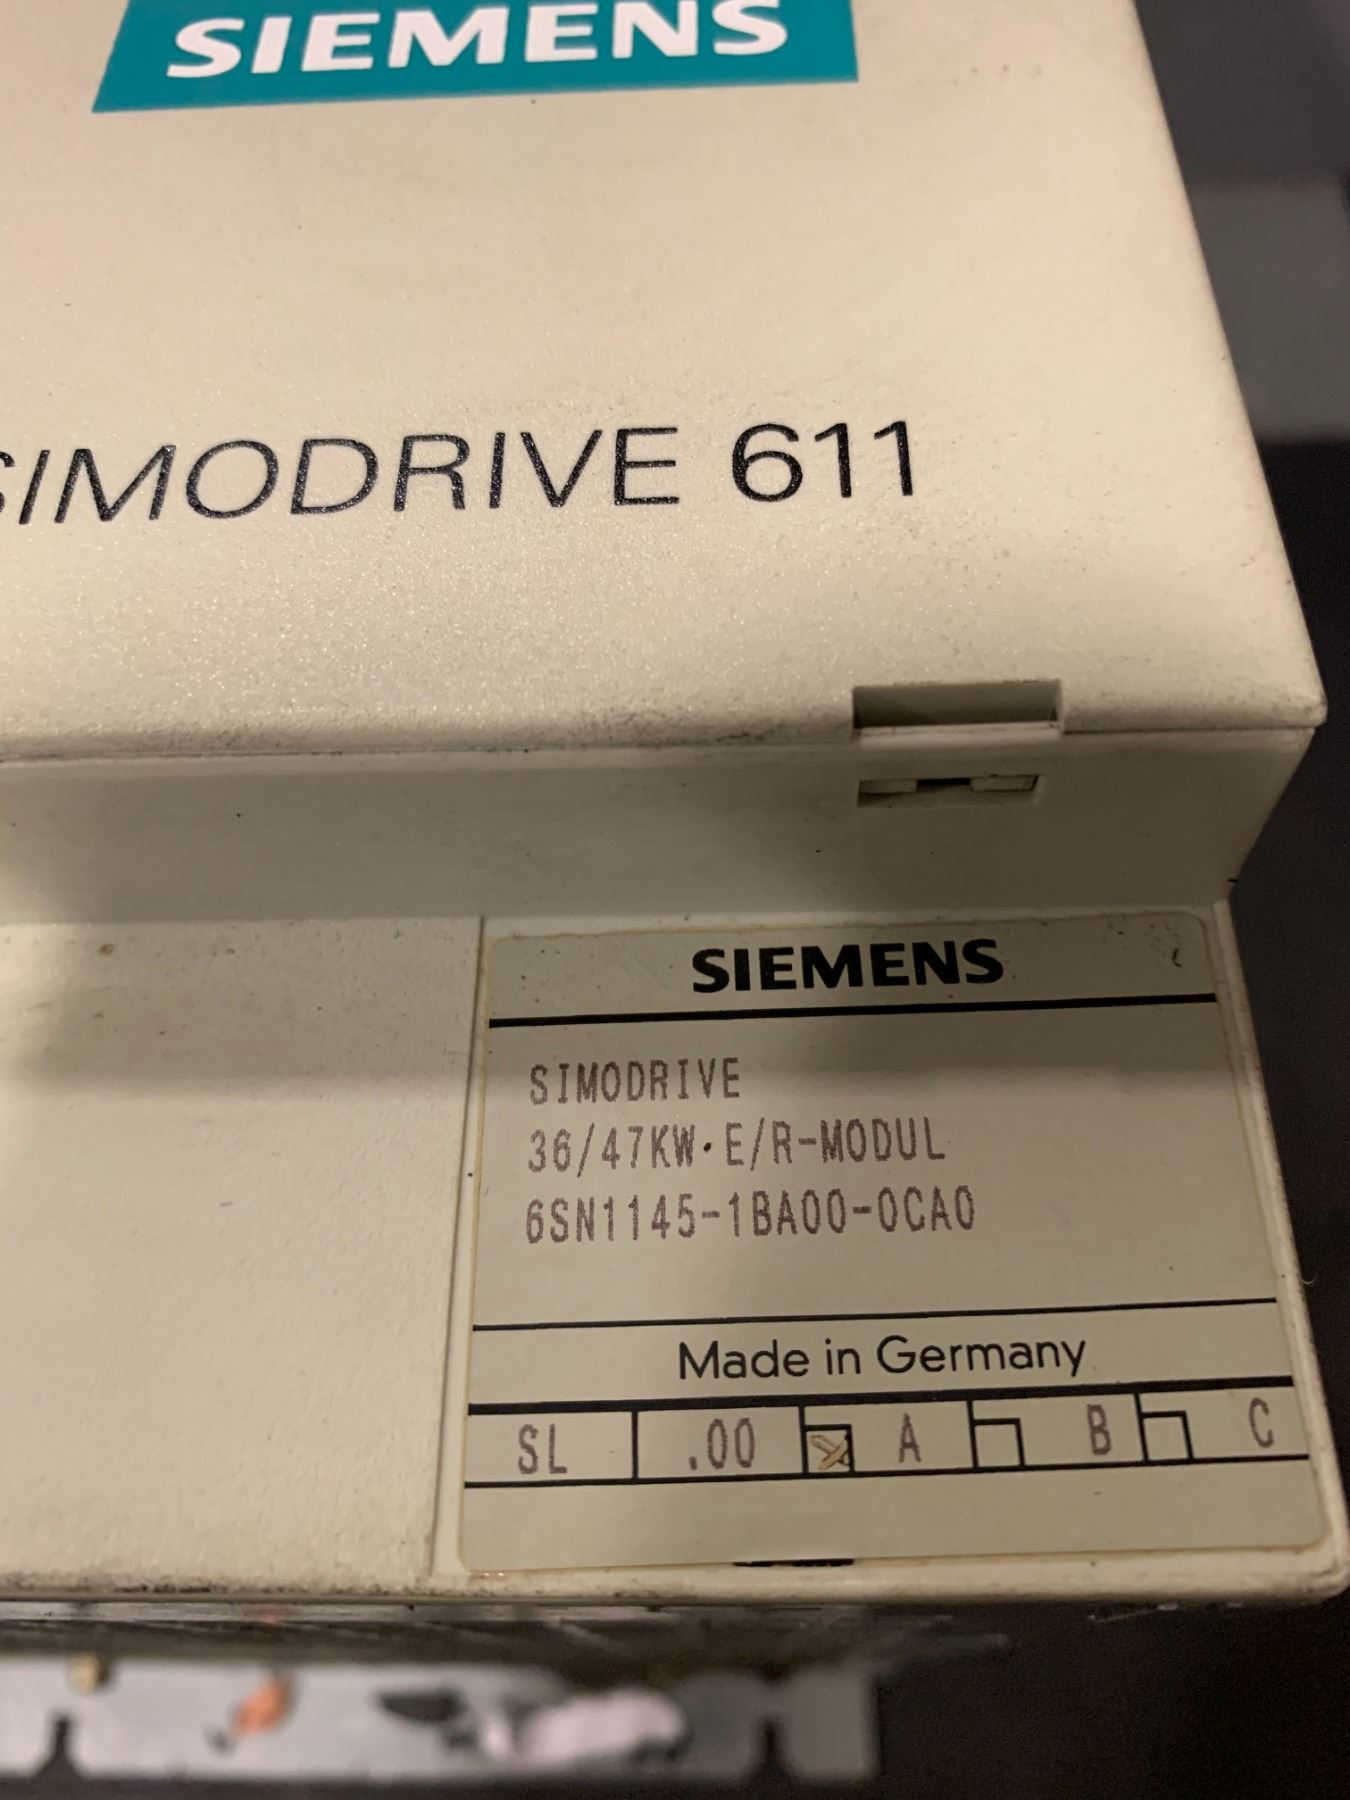 SIEMENS
SIMODRIVE 611
SIEMENS
SIMODRIVE
36/47KW·E/R-MODUL
6SN1145-1BA00-0CA0
Made in Germany
SL .00 A B C